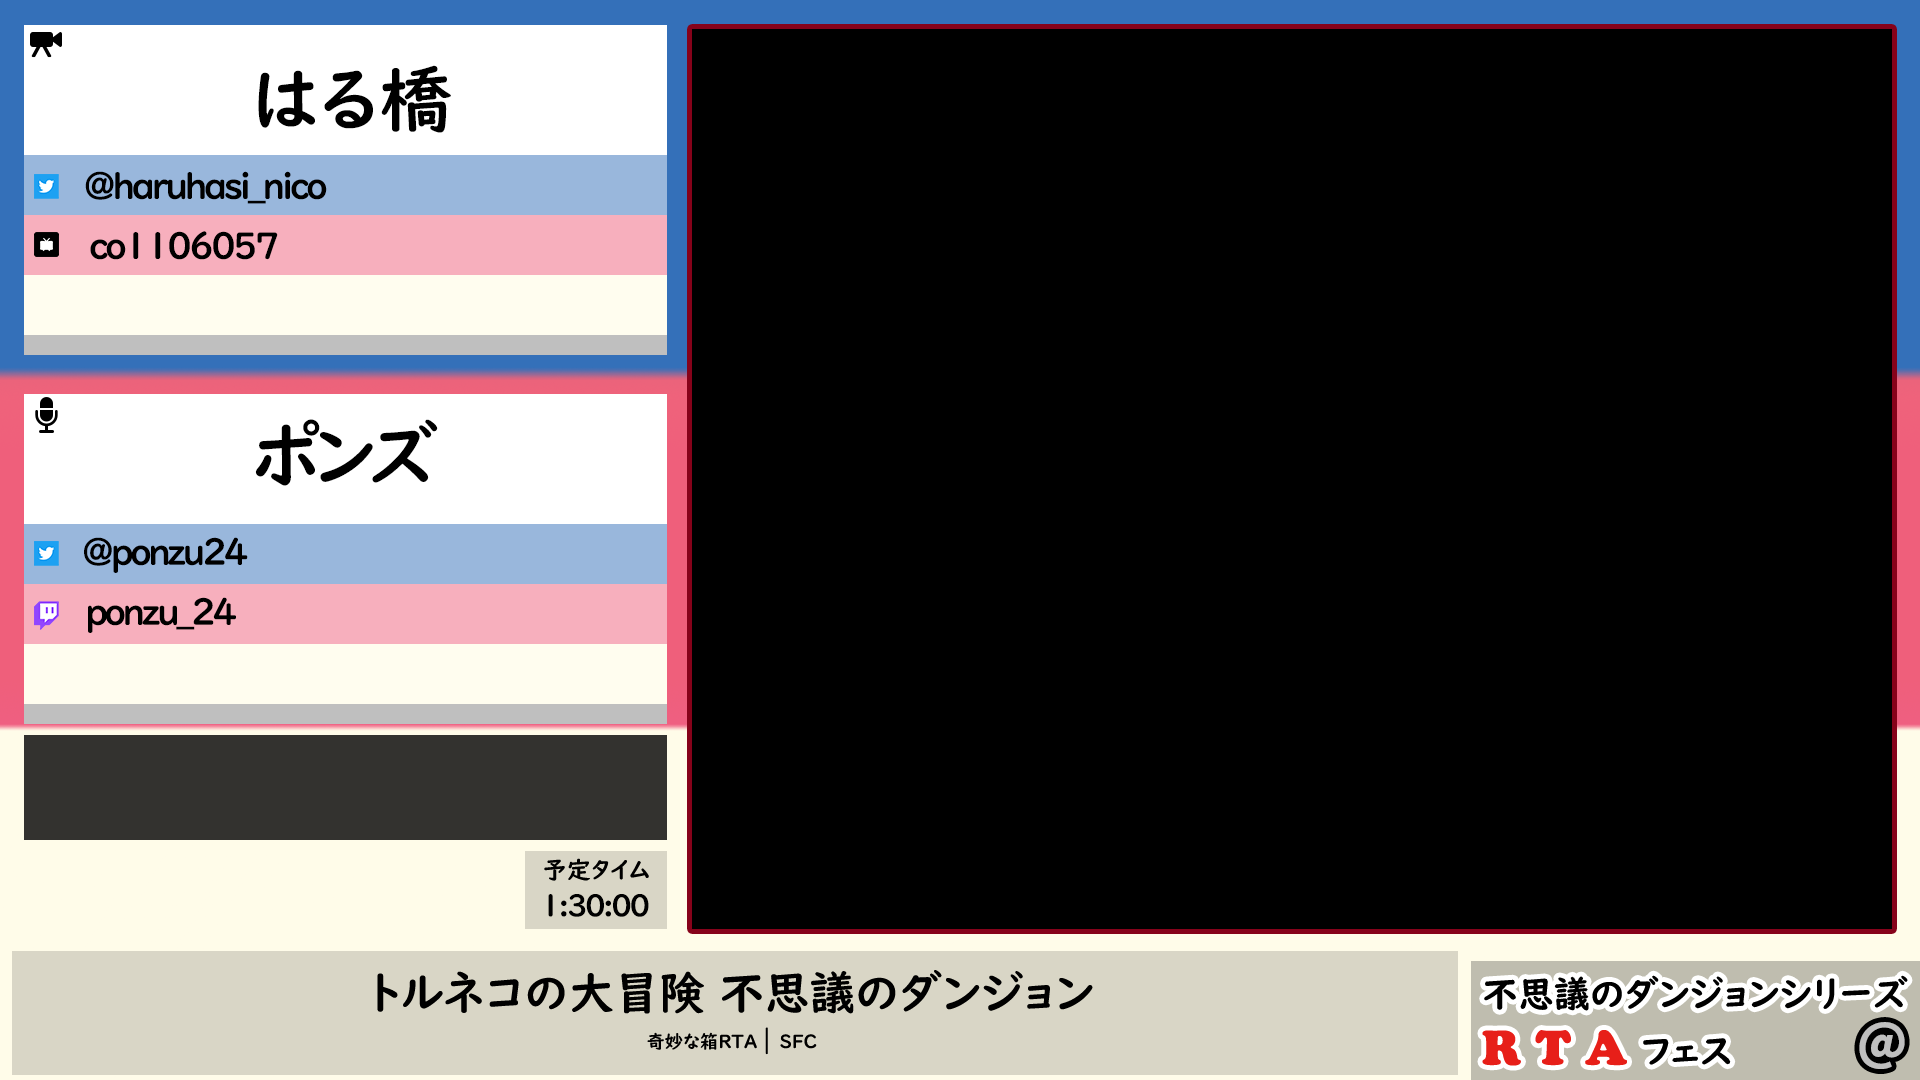 はる橋
@haruhasi_nico
co1106057
ポンズ
@ponzu24
ponzu_24
予定タイム
1:30:00
トルネコの大冒険 不思議のダンジョン
奇妙な箱RTA│ SFC
不思議のダンジョンシリーズ
RTAフェス @